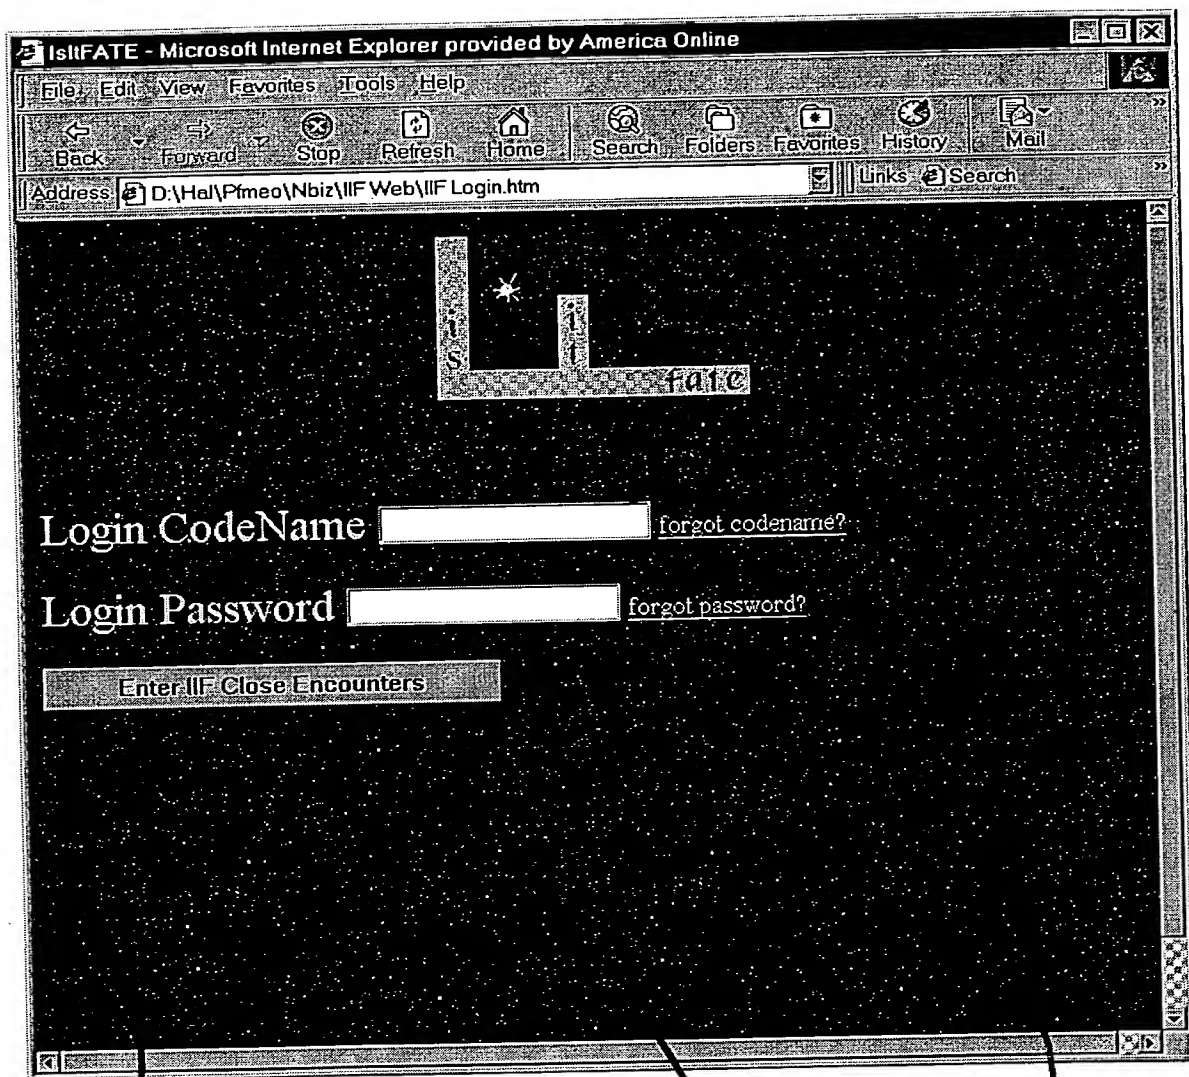 IsItFATE - Microsoft Internet Explorer provided by America Online
File Edit View Favorites Tools Help
Back Forward Stop Refresh Home Search Folders Favorites History Mail
Address D:\Hal\Pfmeo\Nbiz\IIF Web\IIF Login.htm Links Search
is it fate
Login CodeName forgot codename?
Login Password forgot password?
Enter IIF Close Encounters